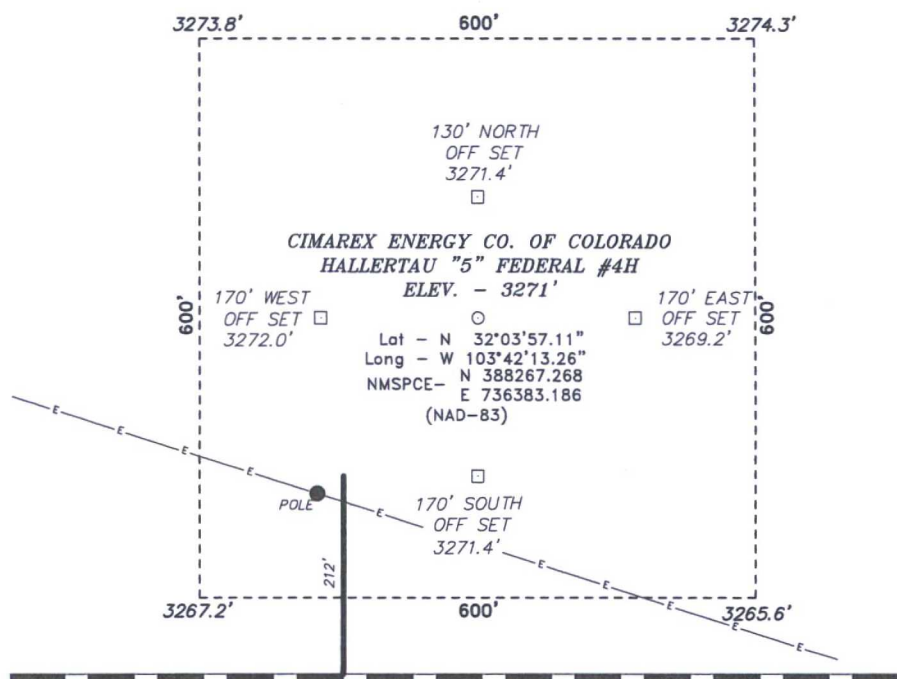 3273.8'
600'
3274.3'
130' NORTH
OFF SET
3271.4'
CIMAREX ENERGY CO. OF COLORADO
HALLERTAU "5" FEDERAL #4H
ELEV. - 3271'
600'
170' WEST
OFF SET
3272.0'
170' EAST
OFF SET
3269.2'
600'
Lat - N 32°03'57.11"
Long - W 103°42'13.26"
NMSPCE- N 388267.268
E 736383.186
(NAD-83)
E
E
E
E
POLE
E
170' SOUTH
OFF SET
3271.4'
212'
E
E
E
E
E
3267.2'
600'
3265.6'